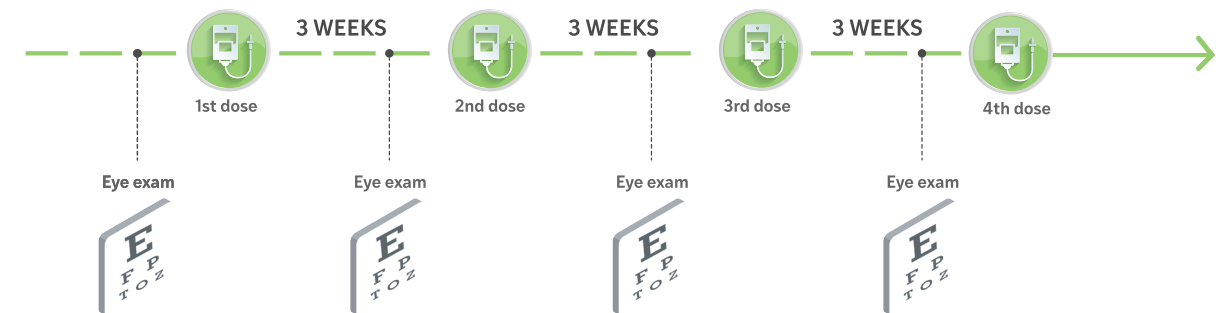 3 WEEKS
3 WEEKS
3 WEEKS
1st dose
2nd dose
3rd dose
4th dose
Eye exam
Eye exam
Eye exam
Eye exam
E
F P
T O Z
E
F P
T O Z
E
F P
T O Z
E
F P
T O Z